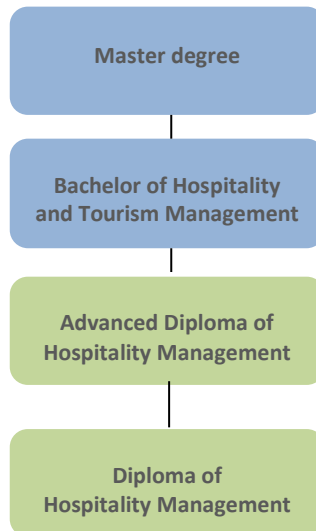 Master degree
Bachelor of Hospitality
and Tourism Management
Advanced Diploma of
Hospitality Management
Diploma of
Hospitality Management